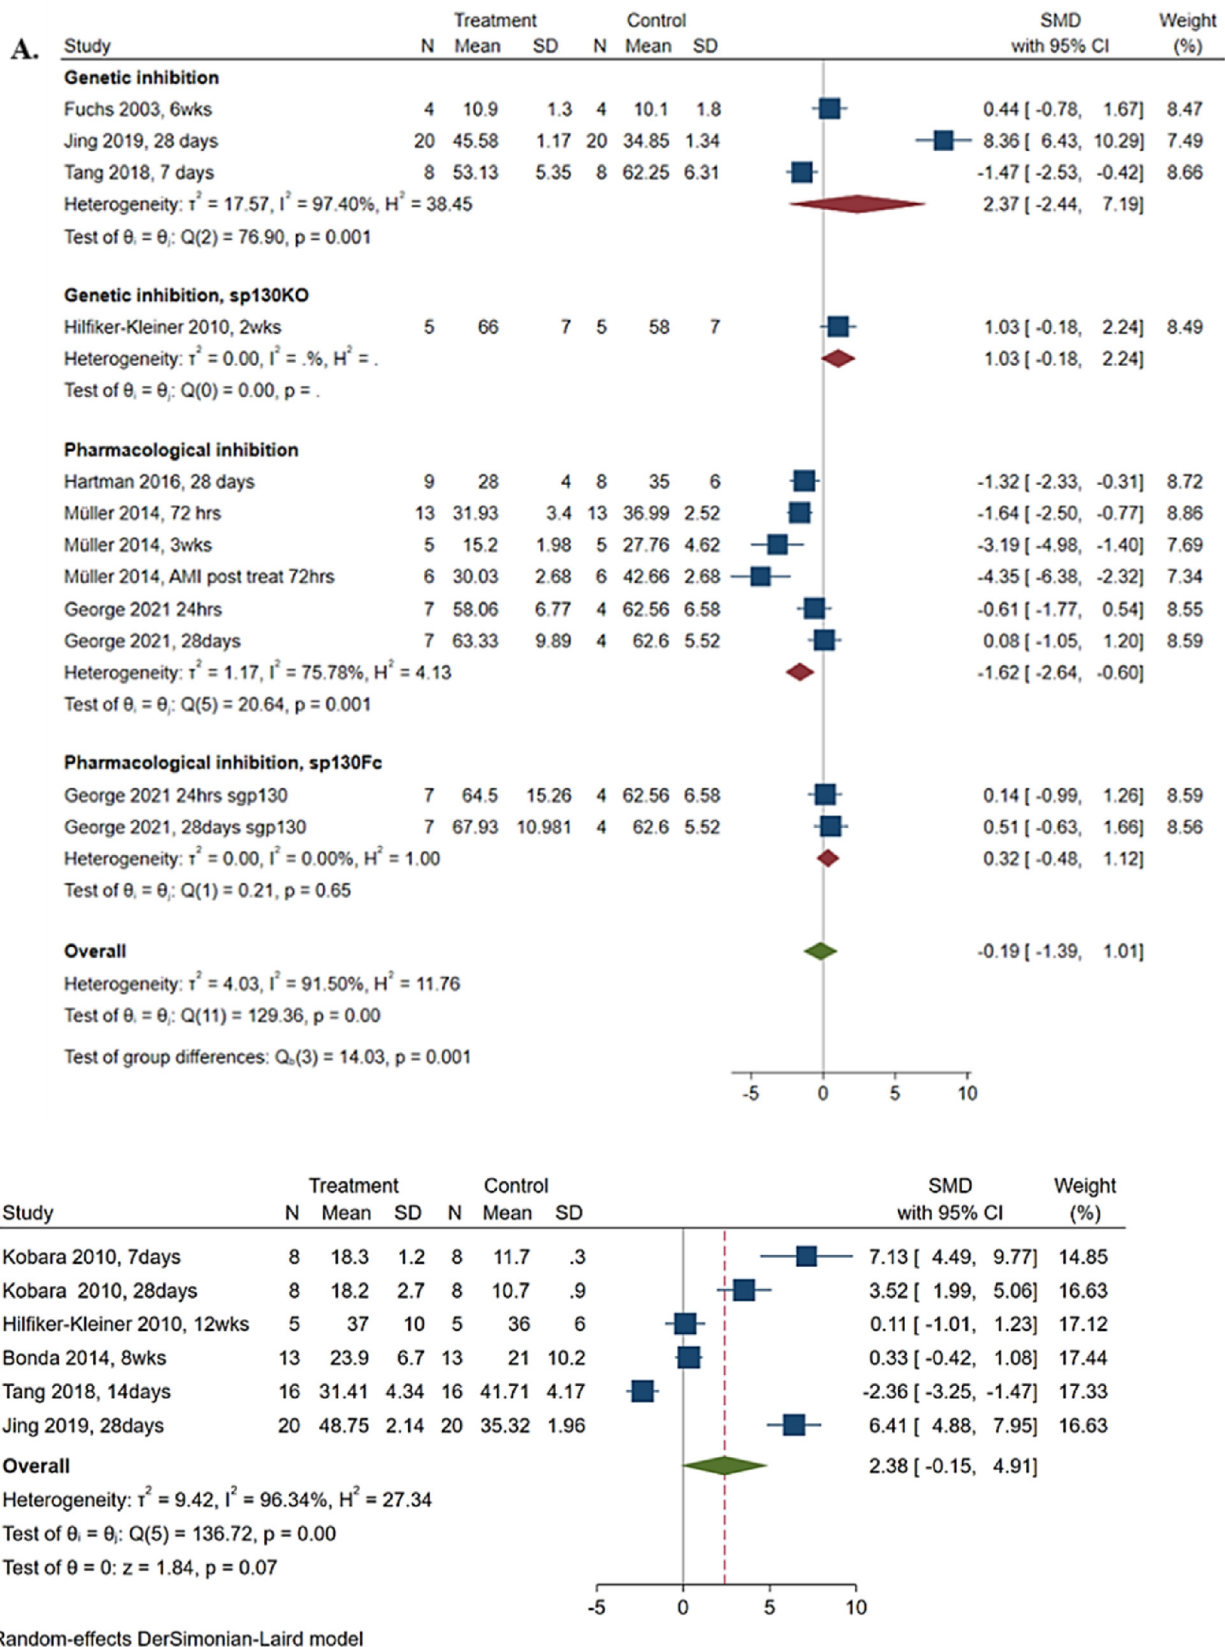 Treatment Control SMD Weight
A. Study N Mean SD N Mean SD with 95% CI (%)
Genetic inhibition
Fuchs 2003, 6wks 4 10.9 1.3 4 10.1 1.8 0.44 [ -0.78, 1.67] 8.47
Jing 2019, 28 days 20 45.58 1.17 20 34.85 1.34 8.36 [ 6.43, 10.29] 7.49
Tang 2018, 7 days 8 53.13 5.35 8 62.25 6.31 -1.47 [ -2.53, -0.42] 8.66
Heterogeneity: τ² = 17.57, I² = 97.40%, H² = 38.45 2.37 [ -2.44, 7.19]
Test of θᵢ = θⱼ: Q(2) = 76.90, p = 0.001
Genetic inhibition, sp130KO
Hilfiker-Kleiner 2010, 2wks 5 66 7 5 58 7 1.03 [ -0.18, 2.24] 8.49
Heterogeneity: τ² = 0.00, I² = .%, H² = . 1.03 [ -0.18, 2.24]
Test of θᵢ = θⱼ: Q(0) = 0.00, p = .
Pharmacological inhibition
Hartman 2016, 28 days 9 28 4 8 35 6 -1.32 [ -2.33, -0.31] 8.72
Müller 2014, 72 hrs 13 31.93 3.4 13 36.99 2.52 -1.64 [ -2.50, -0.77] 8.86
Müller 2014, 3wks 5 15.2 1.98 5 27.76 4.62 -3.19 [ -4.98, -1.40] 7.69
Müller 2014, AMI post treat 72hrs 6 30.03 2.68 6 42.66 2.68 -4.35 [ -6.38, -2.32] 7.34
George 2021 24hrs 7 58.06 6.77 4 62.56 6.58 -0.61 [ -1.77, 0.54] 8.55
George 2021, 28days 7 63.33 9.89 4 62.6 5.52 0.08 [ -1.05, 1.20] 8.59
Heterogeneity: τ² = 1.17, I² = 75.78%, H² = 4.13 -1.62 [ -2.64, -0.60]
Test of θᵢ = θⱼ: Q(5) = 20.64, p = 0.001
Pharmacological inhibition, sp130Fc
George 2021 24hrs sgp130 7 64.5 15.26 4 62.56 6.58 0.14 [ -0.99, 1.26] 8.59
George 2021, 28days sgp130 7 67.93 10.981 4 62.6 5.52 0.51 [ -0.63, 1.66] 8.56
Heterogeneity: τ² = 0.00, I² = 0.00%, H² = 1.00 0.32 [ -0.48, 1.12]
Test of θᵢ = θⱼ: Q(1) = 0.21, p = 0.65
Overall -0.19 [ -1.39, 1.01]
Heterogeneity: τ² = 4.03, I² = 91.50%, H² = 11.76
Test of θᵢ = θⱼ: Q(11) = 129.36, p = 0.00
Test of group differences: Q_b(3) = 14.03, p = 0.001
-5 0 5 10
Treatment Control SMD Weight
Study N Mean SD N Mean SD with 95% CI (%)
Kobara 2010, 7days 8 18.3 1.2 8 11.7 .3 7.13 [ 4.49, 9.77] 14.85
Kobara 2010, 28days 8 18.2 2.7 8 10.7 .9 3.52 [ 1.99, 5.06] 16.63
Hilfiker-Kleiner 2010, 12wks 5 37 10 5 36 6 0.11 [ -1.01, 1.23] 17.12
Bonda 2014, 8wks 13 23.9 6.7 13 21 10.2 0.33 [ -0.42, 1.08] 17.44
Tang 2018, 14days 16 31.41 4.34 16 41.71 4.17 -2.36 [ -3.25, -1.47] 17.33
Jing 2019, 28days 20 48.75 2.14 20 35.32 1.96 6.41 [ 4.88, 7.95] 16.63
Overall 2.38 [ -0.15, 4.91]
Heterogeneity: τ² = 9.42, I² = 96.34%, H² = 27.34
Test of θᵢ = θⱼ: Q(5) = 136.72, p = 0.00
Test of θ = 0: z = 1.84, p = 0.07
-5 0 5 10
Random-effects DerSimonian-Laird model